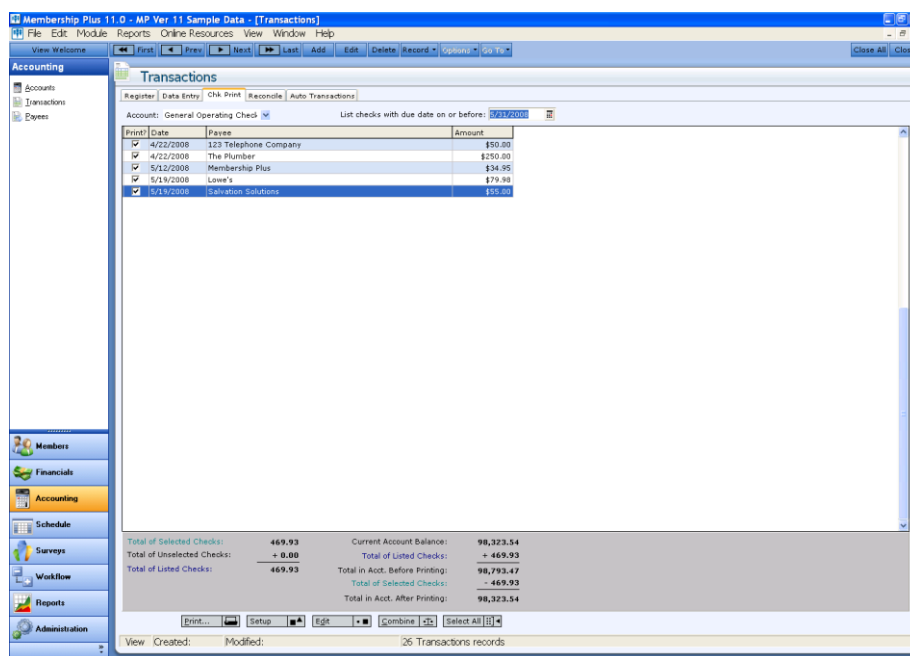 Membership Plus 11.0 - MP Ver 11 Sample Data - [Transactions]
File Edit Module Reports Online Resources View Window Help
View Welcome First Prev Next Last Add Edit Delete Record Options Go To Close All Clos
Accounting
Accounts
Transactions
Payees
Transactions
Register Data Entry Chk Print Reconcile Auto Transactions
Account: General Operating Check List checks with due date on or before: 5/31/2008
Print? Date Payee Amount
4/22/2008 123 Telephone Company $50.00
4/22/2008 The Plumber $250.00
5/12/2008 Membership Plus $34.95
5/19/2008 Lowe's $79.98
5/19/2008 Salvation Solutions $55.00
Members
Financials
Accounting
Schedule
Surveys
Workflow
Reports
Administration
Total of Selected Checks: 469.93
Total of Unselected Checks: + 0.00
Total of Listed Checks: 469.93
Current Account Balance: 98,323.54
Total of Listed Checks: + 469.93
Total in Acct. Before Printing: 98,793.47
Total of Selected Checks: - 469.93
Total in Acct. After Printing: 98,323.54
Print... Setup Edit Combine Select All
View Created: Modified: 26 Transactions records